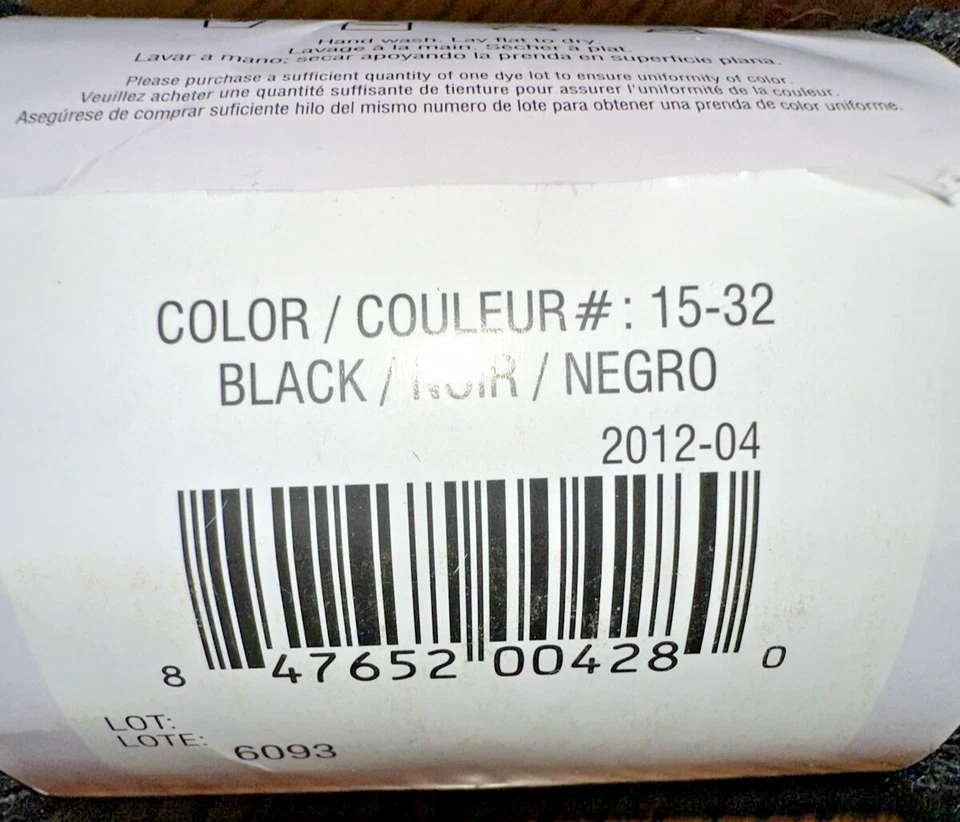 Hand wash. Lay flat to dry.
Lavage à la main. Sécher à plat.
Lavar a mano; secar apoyando la prenda en superficie plana.
Please purchase a sufficient quantity of one dye lot to ensure uniformity of color.
Veuillez acheter une quantité suffisante de tienture pour assurer l'uniformité de la couleur.
Asegúrese de comprar suficiente hilo del mismo numero de lote para obtener una prenda de color uniforme.
COLOR / COULEUR # : 15-32
BLACK / NOIR / NEGRO
2012-04
8 47652 00428 0
LOT:
LOTE: 6093